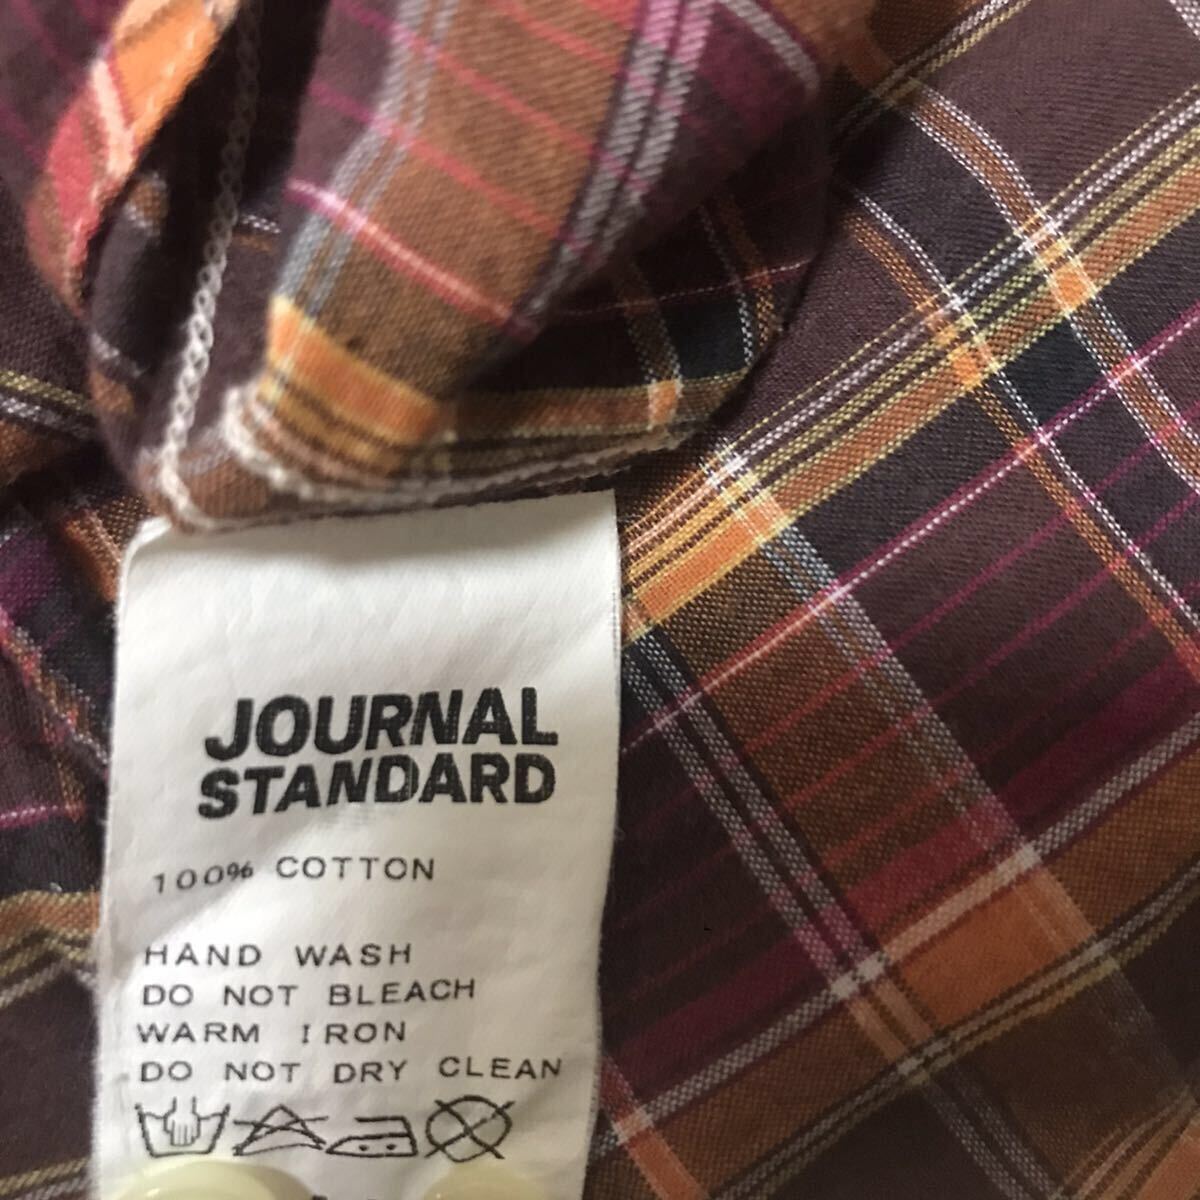 JOURNAL
STANDARD
100% COTTON
HAND WASH
DO NOT BLEACH
WARM IRON
DO NOT DRY CLEAN